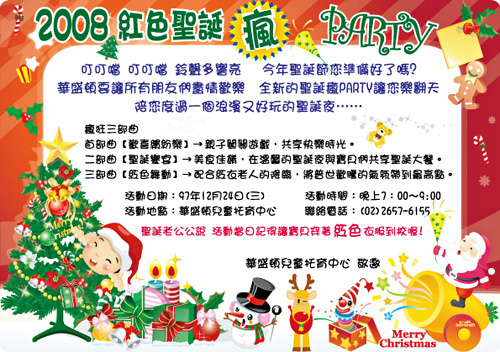 2008 紅色聖誕 瘋 PARTY
叮叮噹 叮叮噹 鈴聲多響亮 今年聖誕節您準備好了嗎?
華盛頓要讓所有朋友們盡情歡樂 全新的聖誕瘋PARTY讓您樂翻天
陪您度過一個浪漫又好玩的聖誕夜……
瘋狂三部曲
首部曲【歡喜鬧紛樂】→親子闖關遊戲，共享快樂時光。
二部曲【聖誕饗宴】→美食佳餚，在溫馨的聖誕夜與寶貝們共享聖誕大餐。
三部曲【紅色舞動】→配合紅衣老人的降臨，將普世歡騰的氣氛帶到最高點。
活動日期：97年12月24日(三) 活動時間：晚上7：00～9:00
活動地點：華盛頓兒童托育中心 聯絡電話：(02)2657-6155
聖誕老公公說 活動當日記得讓寶貝穿著紅色衣服到校喔!
華盛頓兒童托育中心 敬邀
Merry
Christmas